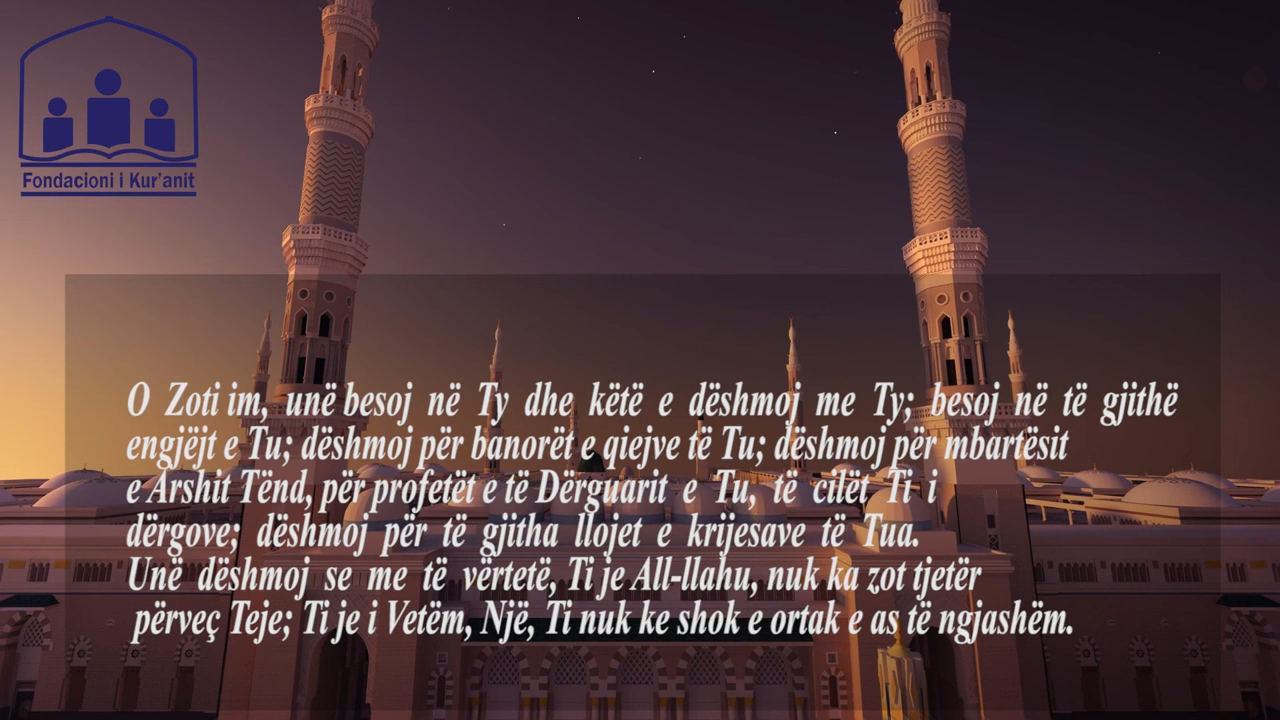 Fondacioni i Kur'anit
O Zoti im, unë besoj në Ty dhe këtë e dëshmoj me Ty; besoj në të gjithë
engjëjt e Tu; dëshmoj për banorët e qiejve të Tu; dëshmoj për mbartësit
e Arshit Tënd, për profetët e të Dërguarit e Tu, të cilët Ti i
dërgove; dëshmoj për të gjitha llojet e krijesave të Tua.
Unë dëshmoj se me të vërtetë, Ti je All-llahu, nuk ka zot tjetër
përveç Teje; Ti je i Vetëm, Një, Ti nuk ke shok e ortak e as të ngjashëm.